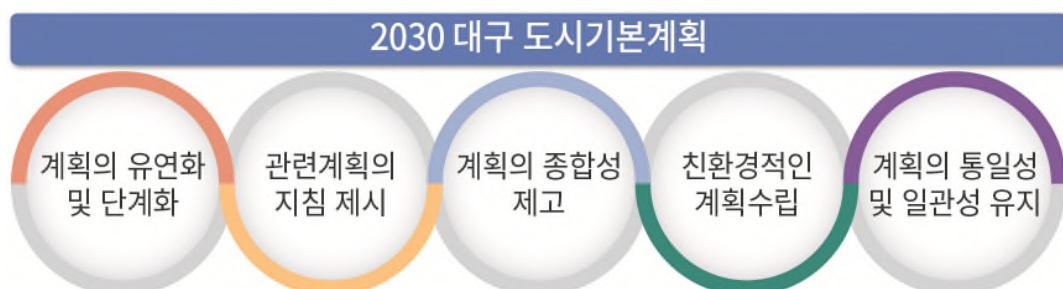 2030 대구 도시기본계획
계획의 유연화
및 단계화
관련계획의
지침 제시
계획의 종합성
제고
친환경적인
계획수립
계획의 통일성
및 일관성 유지